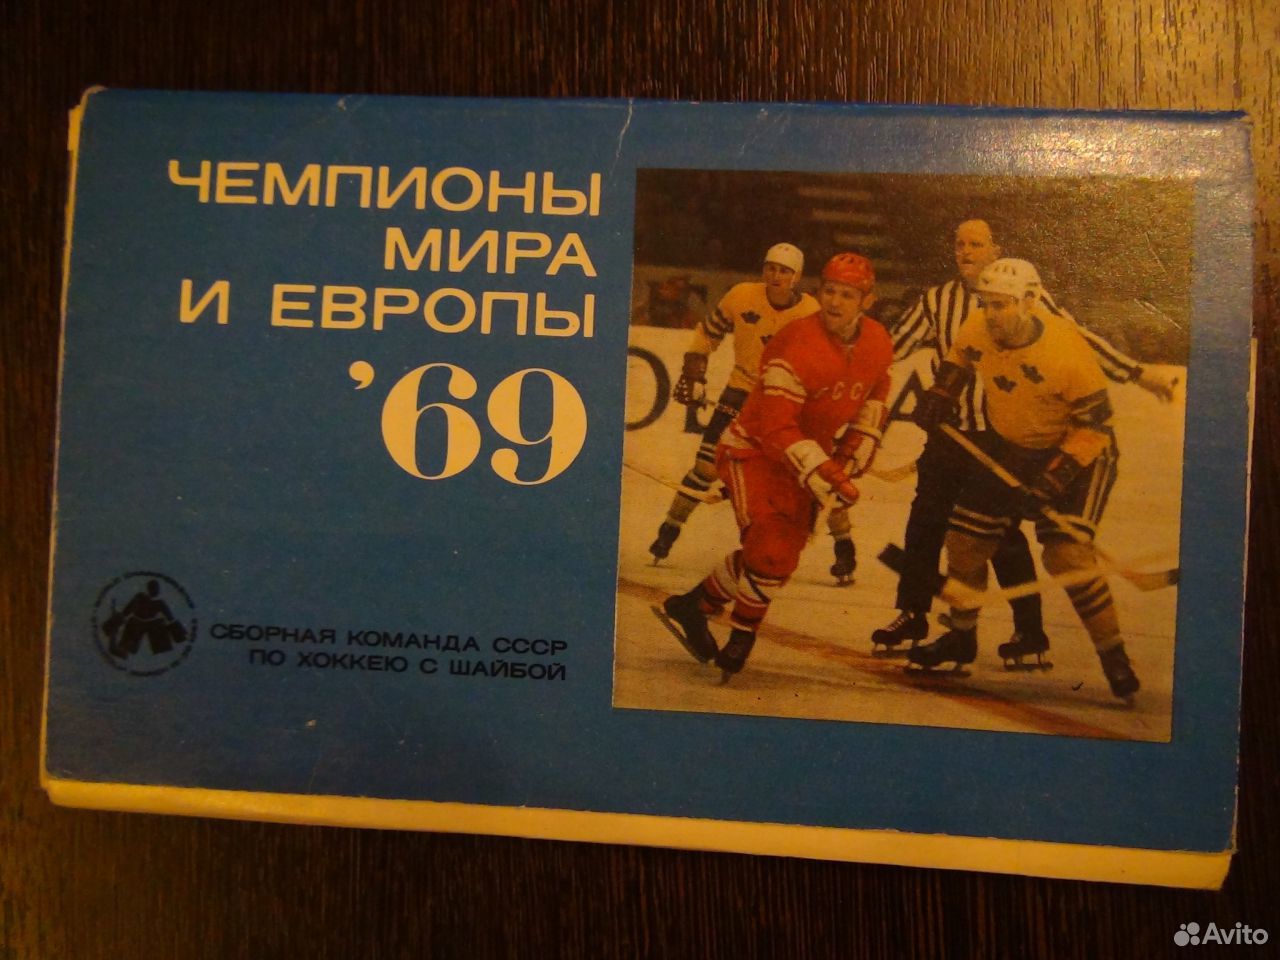 ЧЕМПИОНЫ
МИРА
И ЕВРОПЫ
'69
СБОРНАЯ КОМАНДА СССР
ПО ХОККЕЮ С ШАЙБОЙ
СССР
Avito